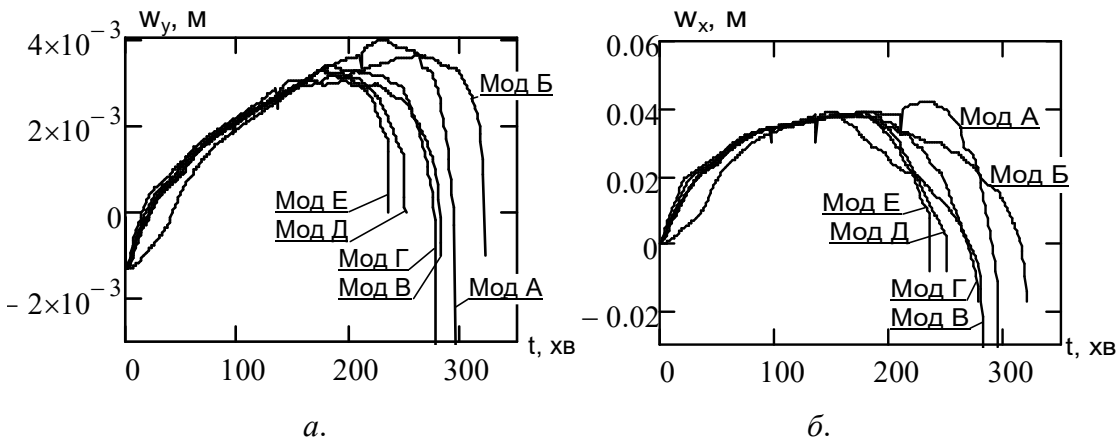 w_y, м
4×10⁻³
2×10⁻³
0
− 2×10⁻³
Мод Б
Мод Е
Мод Д
Мод Г
Мод В
Мод А
0 100 200 300
t, хв
а.
w_x, м
0.06
0.04
0.02
0
− 0.02
Мод А
Мод Б
Мод Е
Мод Д
Мод Г
Мод В
0 100 200 300
t, хв
б.